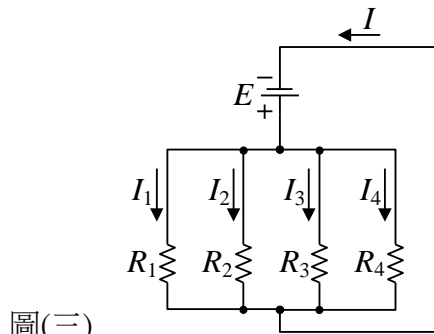 I
E − +
I1 I2 I3 I4
R1 R2 R3 R4
圖(三)